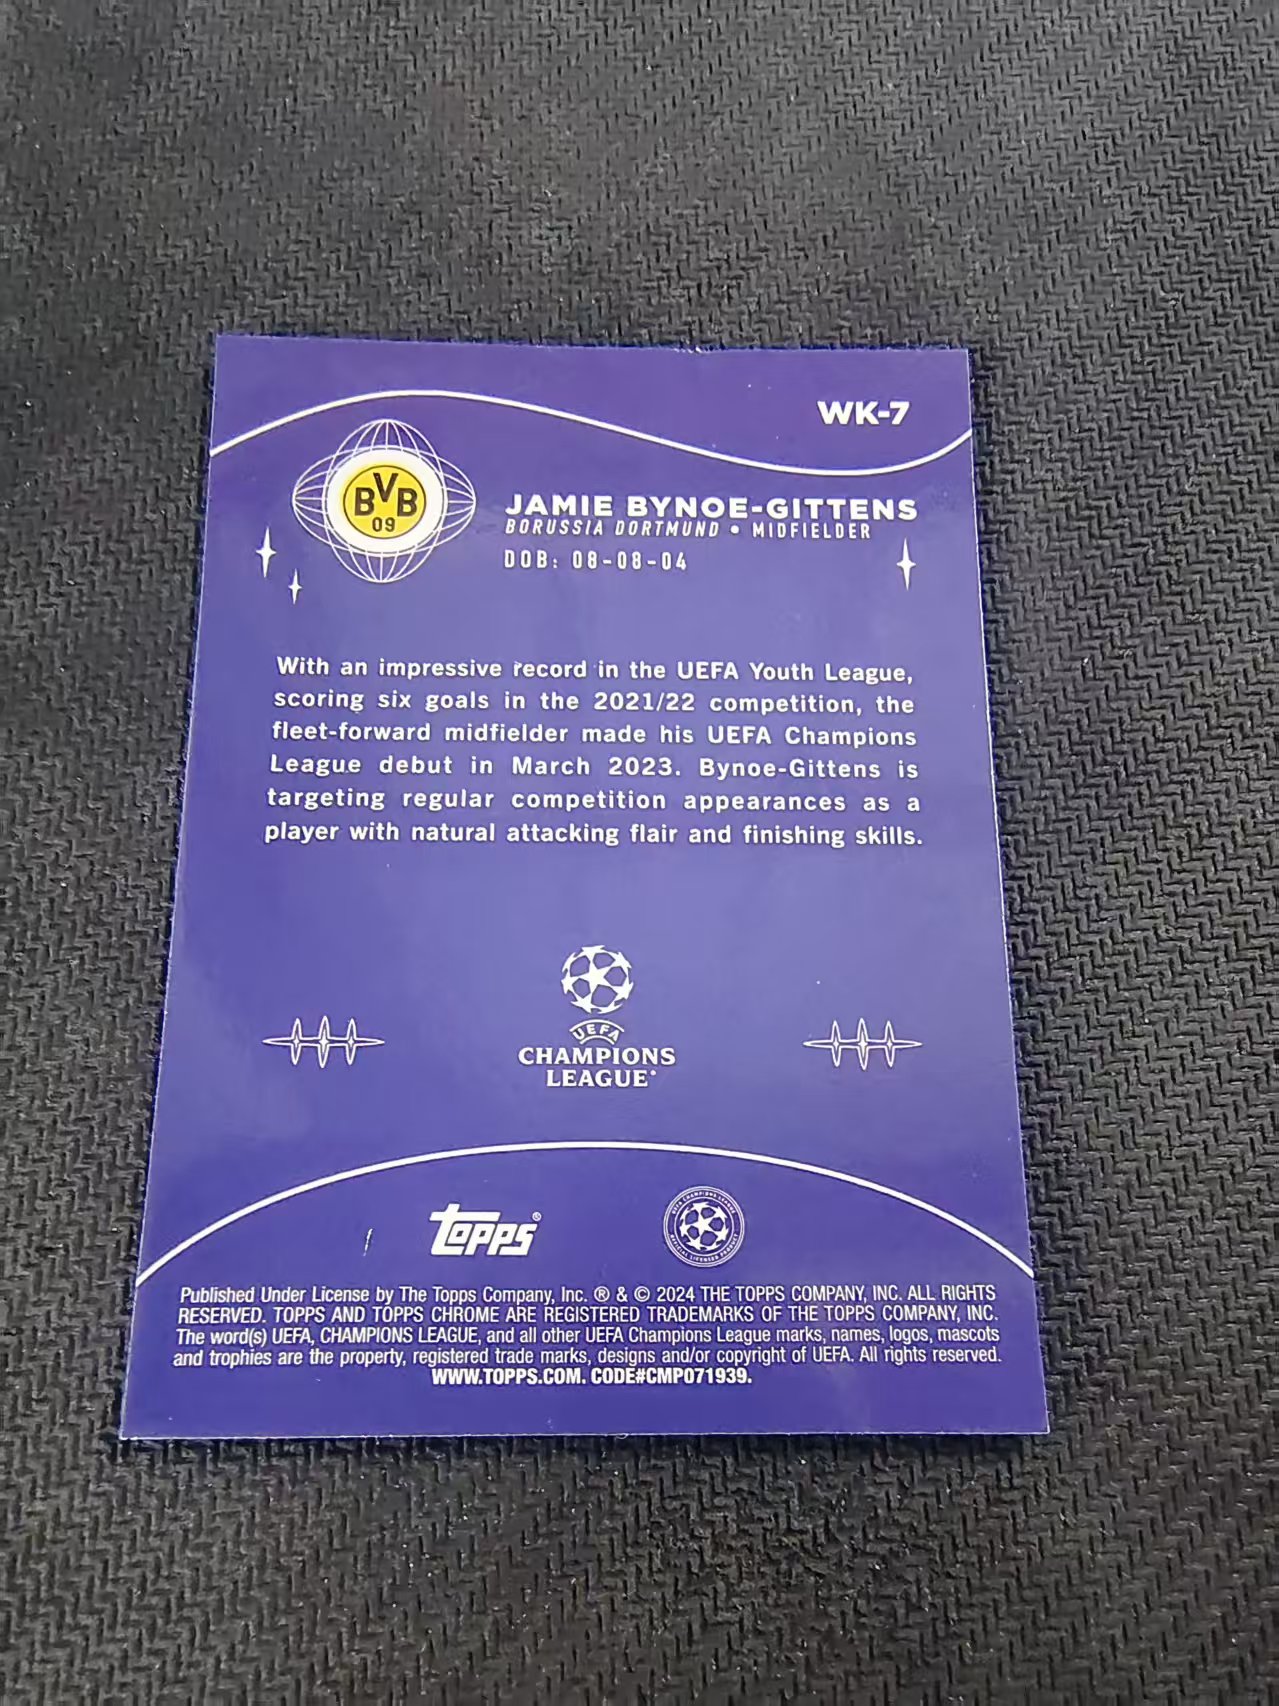 WK-7
BVB
09
JAMIE BYNOE-GITTENS
BORUSSIA DORTMUND • MIDFIELDER
DOB: 08-08-04
With an impressive record in the UEFA Youth League,
scoring six goals in the 2021/22 competition, the
fleet-forward midfielder made his UEFA Champions
League debut in March 2023. Bynoe-Gittens is
targeting regular competition appearances as a
player with natural attacking flair and finishing skills.
UEFA
CHAMPIONS
LEAGUE
Topps®
Published Under License by The Topps Company, Inc. ® & © 2024 THE TOPPS COMPANY, INC. ALL RIGHTS
RESERVED. TOPPS AND TOPPS CHROME ARE REGISTERED TRADEMARKS OF THE TOPPS COMPANY, INC.
The word(s) UEFA, CHAMPIONS LEAGUE, and all other UEFA Champions League marks, names, logos, mascots
and trophies are the property, registered trade marks, designs and/or copyright of UEFA. All rights reserved.
WWW.TOPPS.COM. CODE#CMP071939.